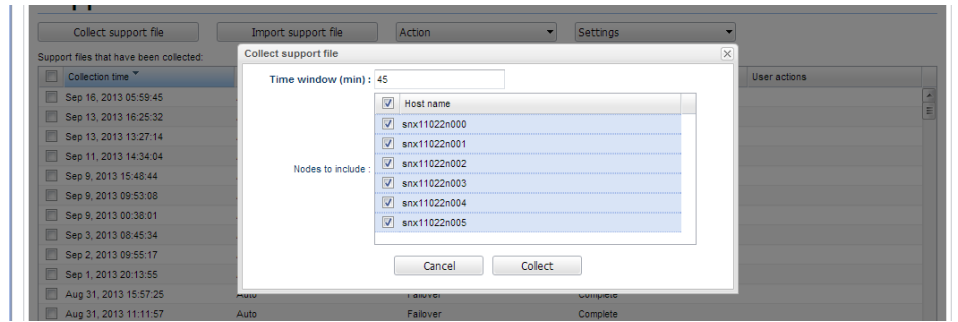 Collect support file Import support file Action Settings
Support files that have been collected:
Collect support file
Collection time User actions
Time window (min) : 45
Host name
Nodes to include :
snx11022n000
snx11022n001
snx11022n002
snx11022n003
snx11022n004
snx11022n005
Cancel Collect
Sep 16, 2013 05:59:45
Sep 13, 2013 16:25:32
Sep 13, 2013 13:27:14
Sep 11, 2013 14:34:04
Sep 9, 2013 15:48:44
Sep 9, 2013 09:53:08
Sep 9, 2013 00:38:01
Sep 3, 2013 08:45:34
Sep 2, 2013 09:55:17
Sep 1, 2013 20:13:55
Aug 31, 2013 15:57:25 Auto Failover Complete
Aug 31, 2013 11:11:57 Auto Failover Complete